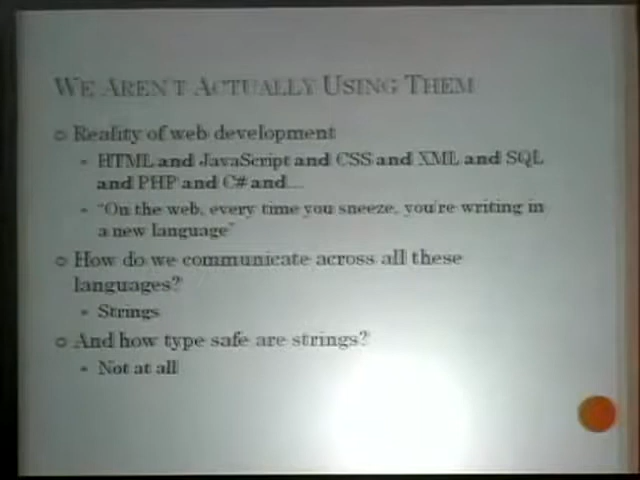 WE AREN'T ACTUALLY USING THEM
Reality of web development
HTML and JavaScript and CSS and XML and SQL
and PHP and C# and....
"On the web, every time you sneeze, you're writing in
a new language"
How do we communicate across all these
languages?
Strings
And how type safe are strings?
Not at all